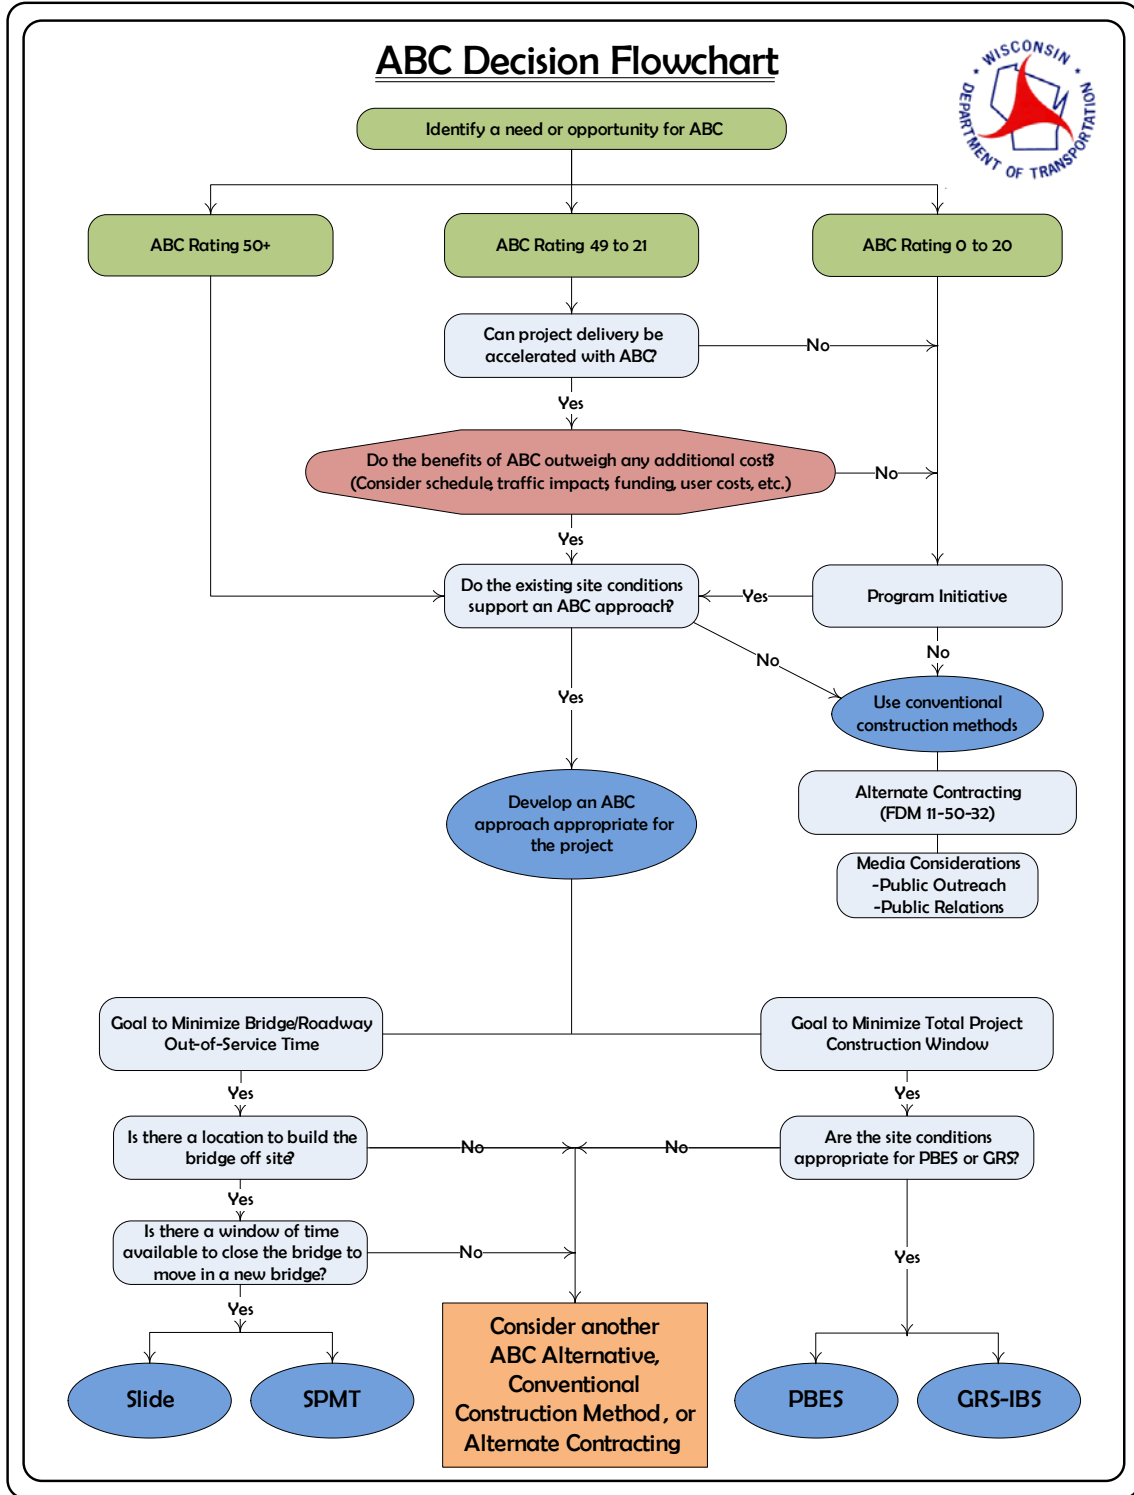 ABC Decision Flowchart
WISCONSIN
DEPARTMENT OF TRANSPORTATION
Identify a need or opportunity for ABC
ABC Rating 50+
ABC Rating 49 to 21
ABC Rating 0 to 20
Can project delivery be
accelerated with ABC?
No
Yes
Do the benefits of ABC outweigh any additional cost?
(Consider schedule, traffic impacts, funding, user costs, etc.)
No
Yes
Do the existing site conditions
support an ABC approach?
Yes
Program Initiative
No
No
Yes
Use conventional
construction methods
Alternate Contracting
(FDM 11-50-32)
Media Considerations
-Public Outreach
-Public Relations
Develop an ABC
approach appropriate for
the project
Goal to Minimize Bridge/Roadway
Out-of-Service Time
Goal to Minimize Total Project
Construction Window
Yes
Yes
Is there a location to build the
bridge off site?
No
No
Are the site conditions
appropriate for PBES or GRS?
Yes
Is there a window of time
available to close the bridge to
move in a new bridge?
No
Yes
Yes
Slide
SPMT
Consider another
ABC Alternative,
Conventional
Construction Method, or
Alternate Contracting
PBES
GRS-IBS